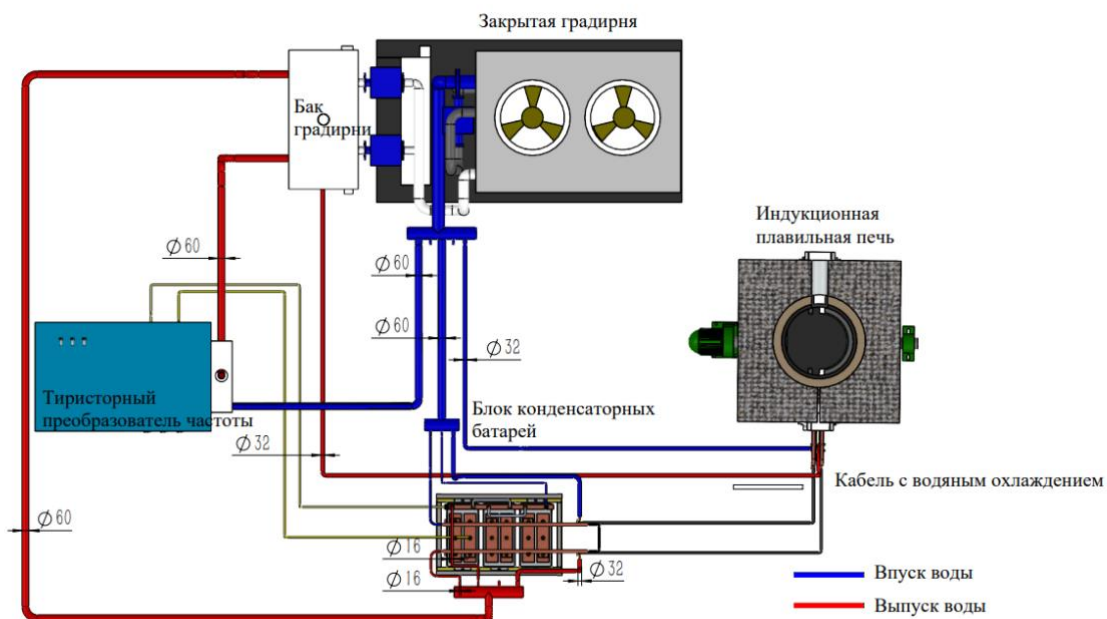 Закрытая градирня
Бак
градирни
Индукционная
плавильная печь
Ø60
Ø60
Ø60
Ø32
Тиристорный
преобразователь частоты
Блок конденсаторных
батарей
Ø32
Кабель с водяным охлаждением
Ø60
Ø16
Ø16
Ø32
Впуск воды
Выпуск воды